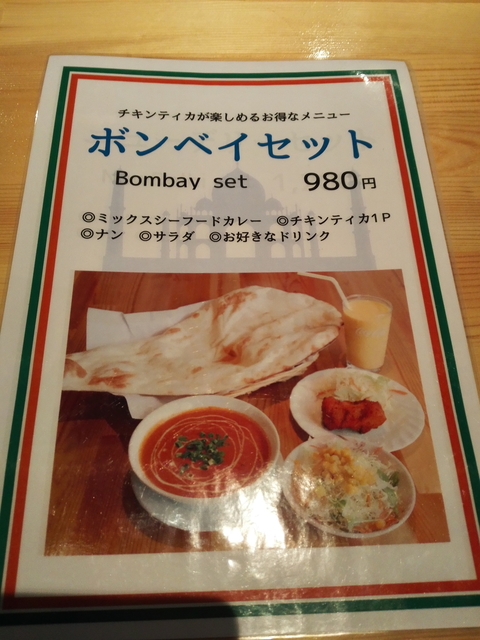 チキンティカが楽しめるお得なメニュー
ボンベイセット
Bombay set 980円
◎ミックスシーフードカレー ◎チキンティカ1P
◎ナン ◎サラダ ◎お好きなドリンク